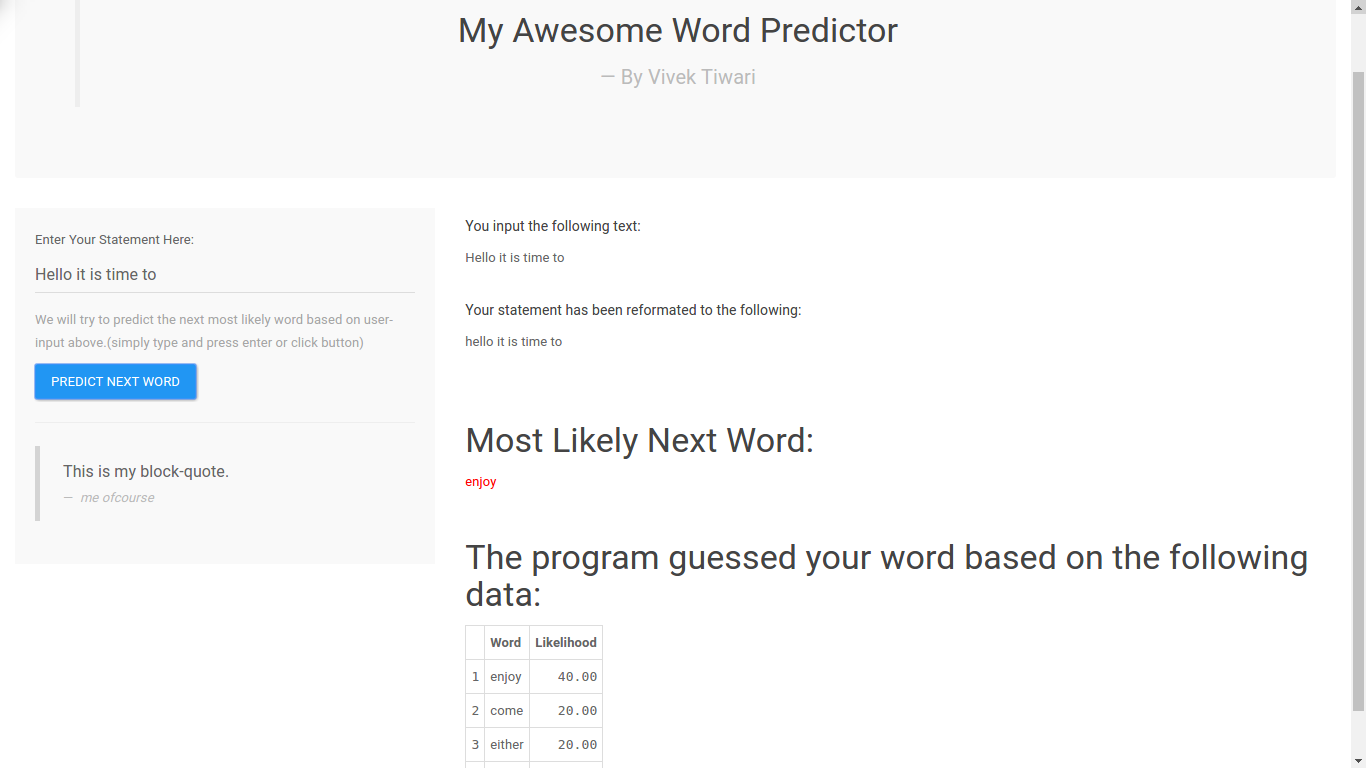 My Awesome Word Predictor
— By Vivek Tiwari
Enter Your Statement Here:
Hello it is time to
We will try to predict the next most likely word based on user-
input above.(simply type and press enter or click button)
PREDICT NEXT WORD
This is my block-quote.
— me ofcourse
You input the following text:
Hello it is time to
Your statement has been reformated to the following:
hello it is time to
Most Likely Next Word:
enjoy
The program guessed your word based on the following
data:
Word Likelihood
1 enjoy 40.00
2 come 20.00
3 either 20.00